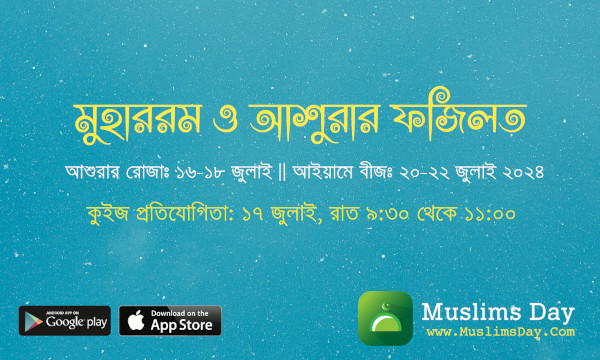 মুহাররম ও আশুরার ফজিলত
আশুরার রোজাঃ ১৬-১৮ জুলাই || আইয়ামে বীজঃ ২০-২২ জুলাই ২০২৪
কুইজ প্রতিযোগিতা: ১৭ জুলাই, রাত ৯:৩০ থেকে ১১:০০
ANDROID APP ON
Google play
Download on the
App Store
Muslims Day
www.MuslimsDay.Com